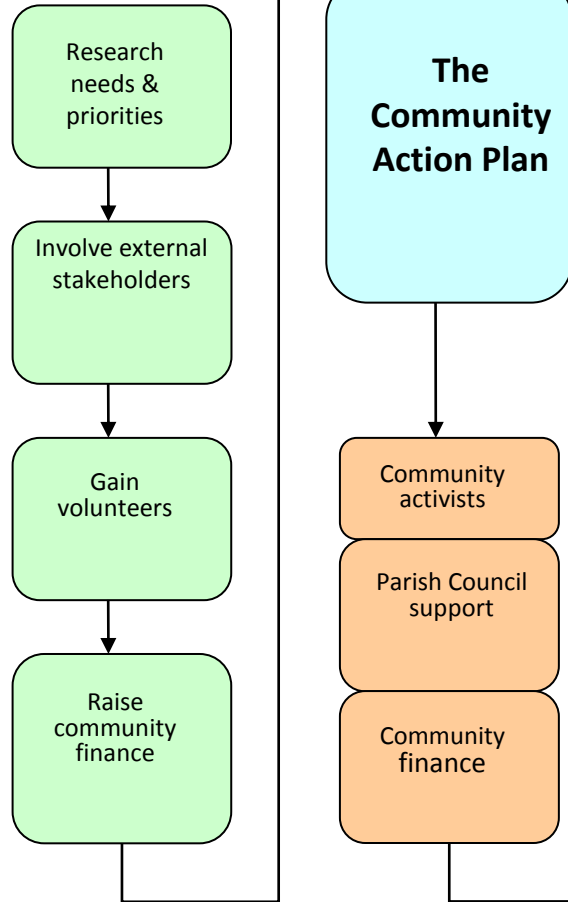 Research
needs &
priorities
Involve external
stakeholders
Gain
volunteers
Raise
community
finance
The
Community
Action Plan
Community
activists
Parish Council
support
Community
finance